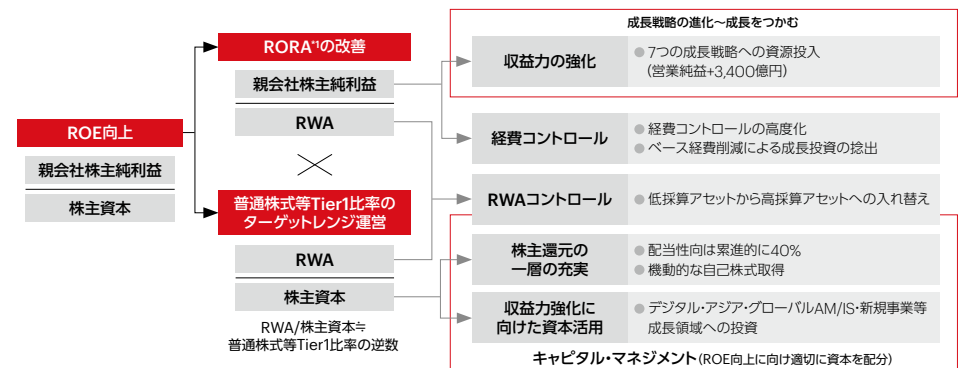 ROE向上
親会社株主純利益
株主資本
RORA*1の改善
親会社株主純利益
RWA
×
普通株式等Tier1比率の
ターゲットレンジ運営
RWA
株主資本
RWA/株主資本≒
普通株式等Tier1比率の逆数
成長戦略の進化~成長をつかむ
収益力の強化
● 7つの成長戦略への資源投入
(営業純益+3,400億円)
経費コントロール
● 経費コントロールの高度化
● ベース経費削減による成長投資の捻出
RWAコントロール
● 低採算アセットから高採算アセットへの入れ替え
株主還元の
一層の充実
● 配当性向は累進的に40%
● 機動的な自己株式取得
収益力強化に
向けた資本活用
● デジタル・アジア・グローバルAM/IS・新規事業等
成長領域への投資
キャピタル・マネジメント(ROE向上に向け適切に資本を配分)